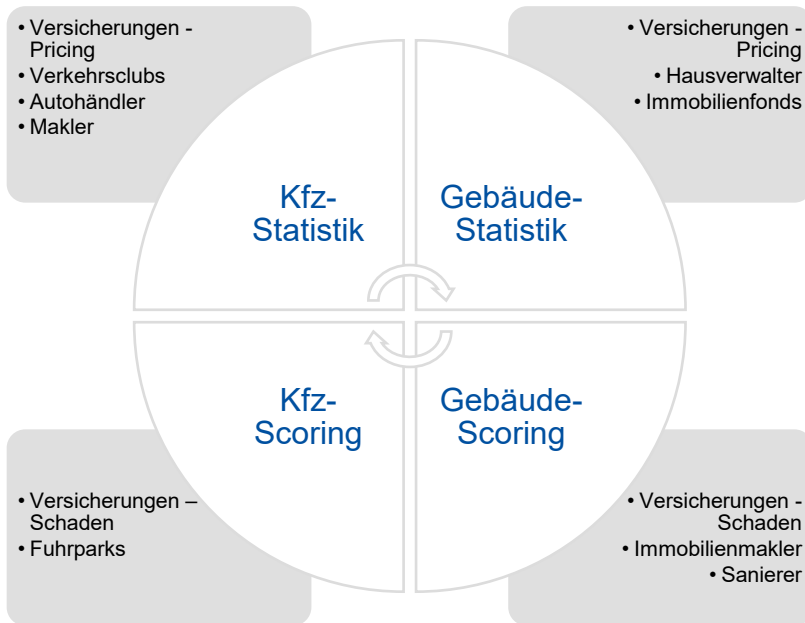 • Versicherungen -
Pricing
• Verkehrsclubs
• Autohändler
• Makler
• Versicherungen -
Pricing
• Hausverwalter
• Immobilienfonds
Kfz-
Statistik
Gebäude-
Statistik
Kfz-
Scoring
Gebäude-
Scoring
• Versicherungen –
Schaden
• Fuhrparks
• Versicherungen -
Schaden
• Immobilienmakler
• Sanierer